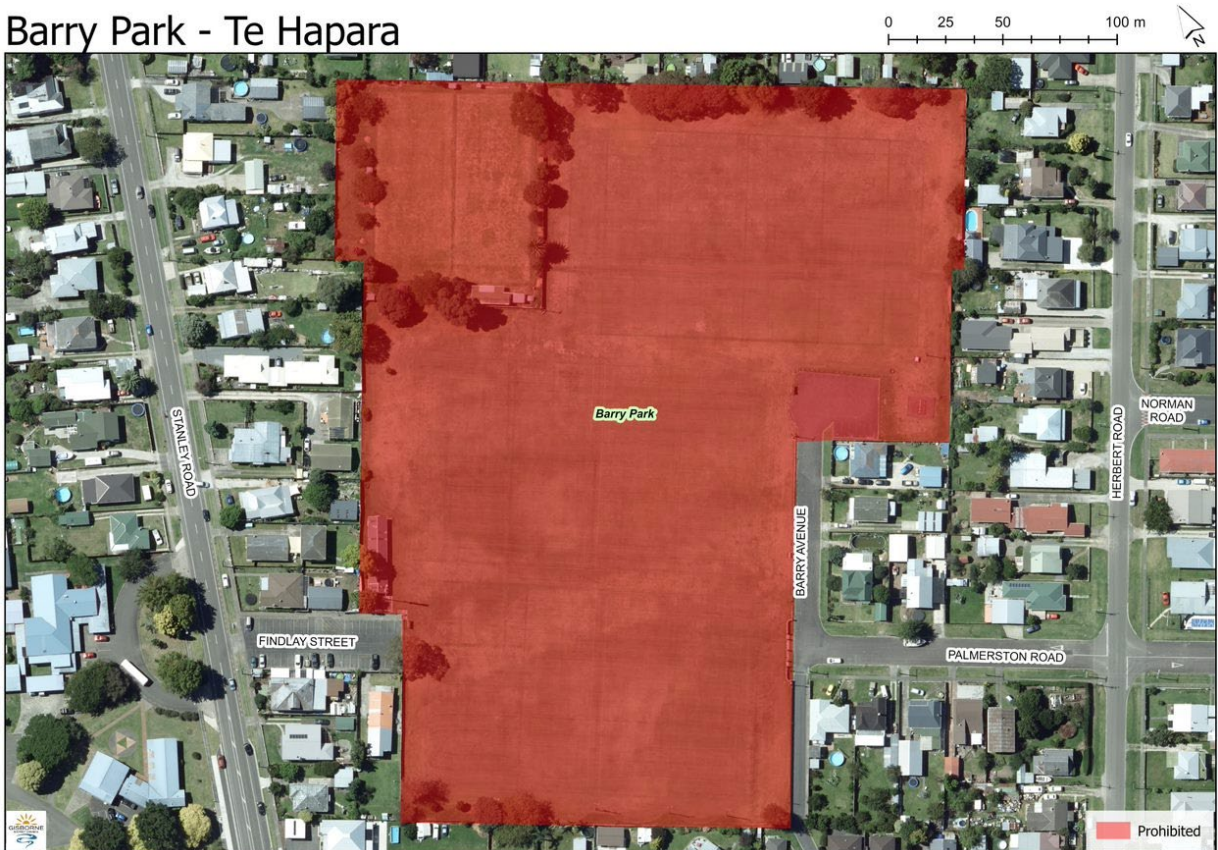 Barry Park - Te Hapara
0 25 50 100 m
N
Barry Park
STANLEY ROAD
NORMAN
ROAD
HERBERT ROAD
BARRY AVENUE
FINDLAY STREET
PALMERSTON ROAD
GISBORNE
Prohibited